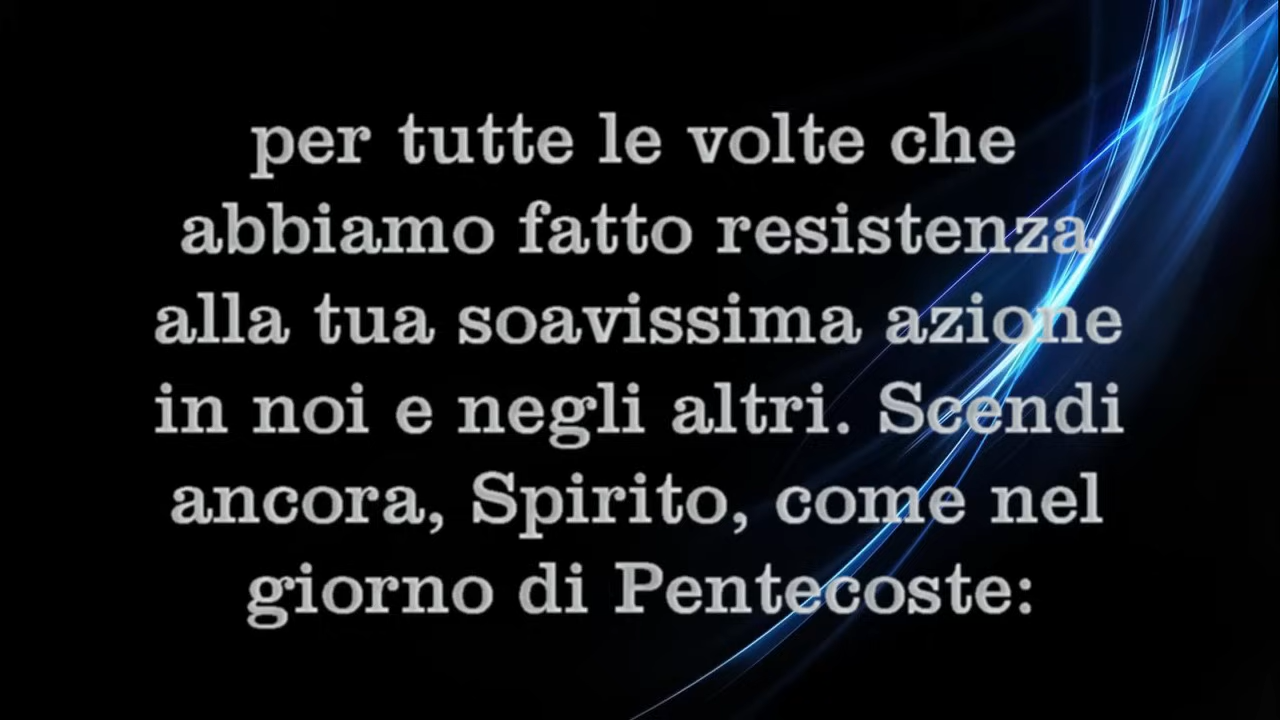 per tutte le volte che
abbiamo fatto resistenza
alla tua soavissima azione
in noi e negli altri. Scendi
ancora, Spirito, come nel
giorno di Pentecoste: